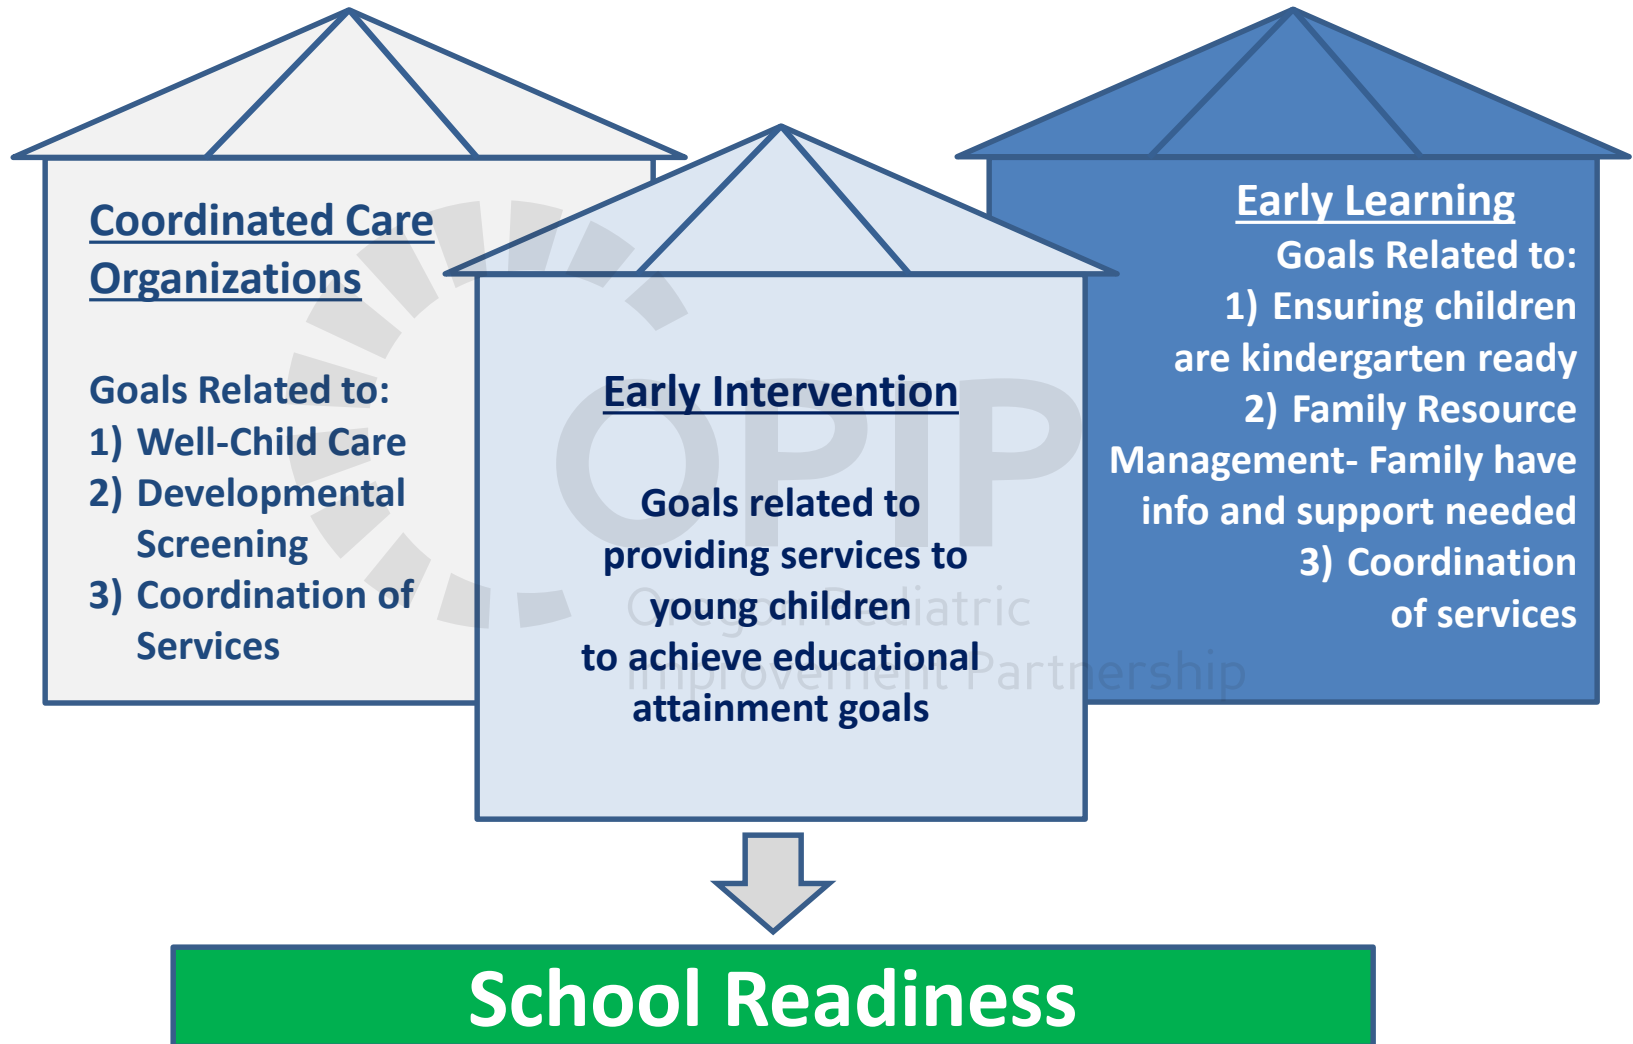 Coordinated Care
Organizations
Goals Related to:
1) Well-Child Care
2) Developmental
Screening
3) Coordination of
Services
Early Intervention
Goals related to
providing services to
young children
to achieve educational
attainment goals
Early Learning
Goals Related to:
1) Ensuring children
are kindergarten ready
2) Family Resource
Management- Family have
info and support needed
3) Coordination
of services
OPIP
Oregon Pediatric
Improvement Partnership
School Readiness